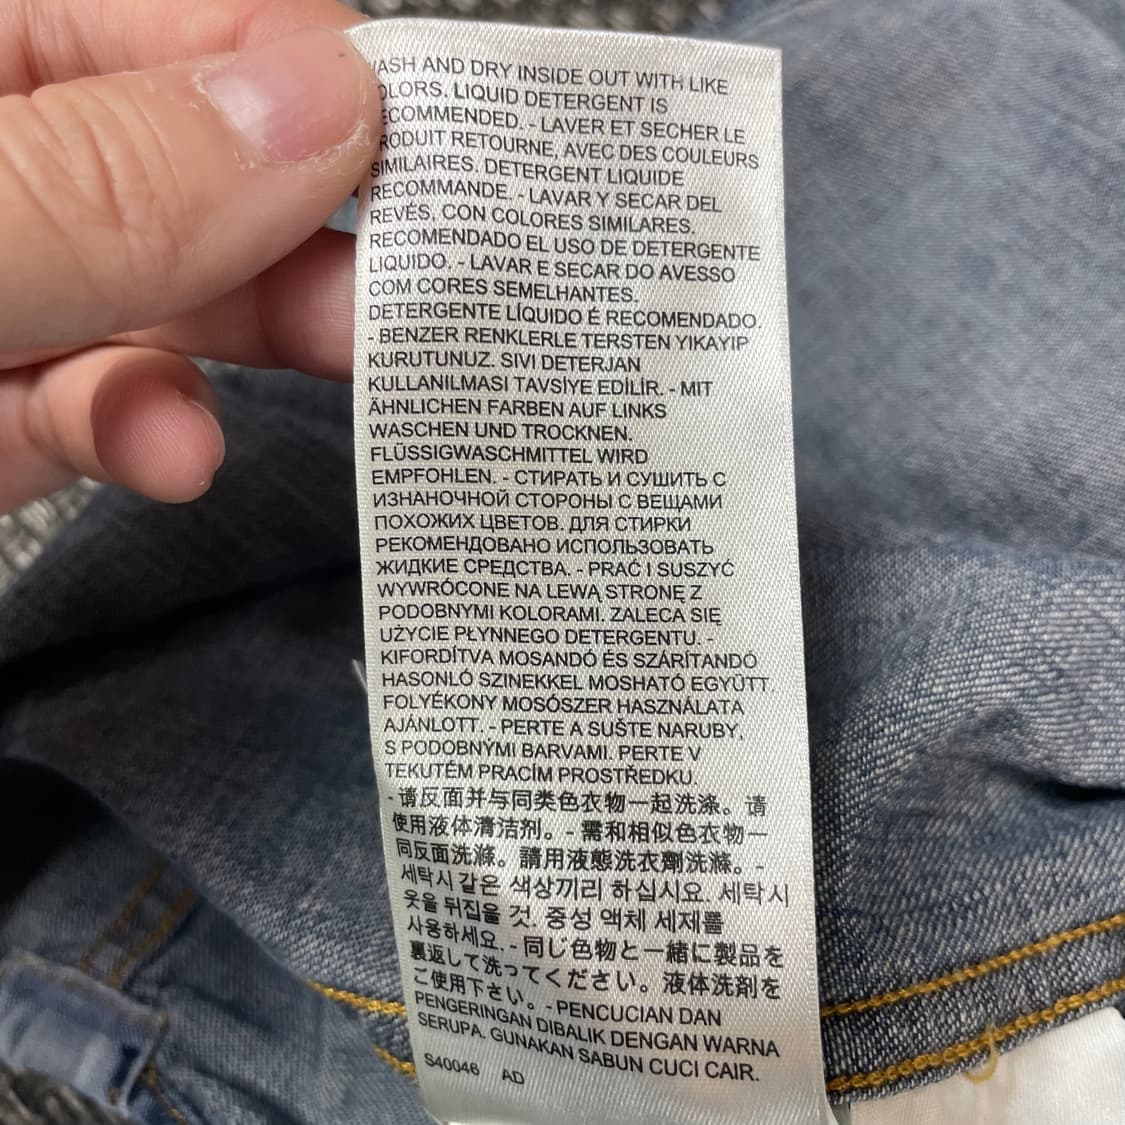 WASH AND DRY INSIDE OUT WITH LIKE
COLORS. LIQUID DETERGENT IS
RECOMMENDED. - LAVER ET SECHER LE
PRODUIT RETOURNE, AVEC DES COULEURS
SIMILAIRES. DETERGENT LIQUIDE
RECOMMANDE. - LAVAR Y SECAR DEL
REVÉS, CON COLORES SIMILARES.
RECOMENDADO EL USO DE DETERGENTE
LIQUIDO. - LAVAR E SECAR DO AVESSO
COM CORES SEMELHANTES.
DETERGENTE LÍQUIDO É RECOMENDADO.
- BENZER RENKLERLE TERSTEN YIKAYIP
KURUTUNUZ. SIVI DETERJAN
KULLANILMASI TAVSİYE EDİLİR. - MIT
ÄHNLICHEN FARBEN AUF LINKS
WASCHEN UND TROCKNEN.
FLÜSSIGWASCHMITTEL WIRD
EMPFOHLEN. - СТИРАТЬ И СУШИТЬ С
ИЗНАНОЧНОЙ СТОРОНЫ С ВЕЩАМИ
ПОХОЖИХ ЦВЕТОВ. ДЛЯ СТИРКИ
РЕКОМЕНДОВАНО ИСПОЛЬЗОВАТЬ
ЖИДКИЕ СРЕДСТВА. - PRAĆ I SUSZYĆ
WYWRÓCONE NA LEWĄ STRONĘ Z
PODOBNYMI KOLORAMI. ZALECA SIĘ
UŻYCIE PŁYNNEGO DETERGENTU. -
KIFORDÍTVA MOSANDÓ ÉS SZÁRÍTANDÓ
HASONLÓ SZINEKKEL MOSHATÓ EGYÜTT.
FOLYÉKONY MOSÓSZER HASZNÁLATA
AJÁNLOTT. - PERTE A SUŠTE NARUBY,
S PODOBNÝMI BARVAMI. PERTE V
TEKUTÉM PRACÍM PROSTŘEDKU.
- 请反面并与同类色衣物一起洗涤。请
使用液体清洁剂。- 需和相似色衣物一
同反面洗滌。請用液態洗衣劑洗滌。-
세탁시 같은 색상끼리 하십시요. 세탁시
옷을 뒤집을 것. 중성 액체 세제를
사용하세요. - 同じ色物と一緒に製品を
裏返して洗ってください。液体洗剤を
ご使用下さい。- PENCUCIAN DAN
PENGERINGAN DIBALIK DENGAN WARNA
SERUPA. GUNAKAN SABUN CUCI CAIR.
S40046 AD